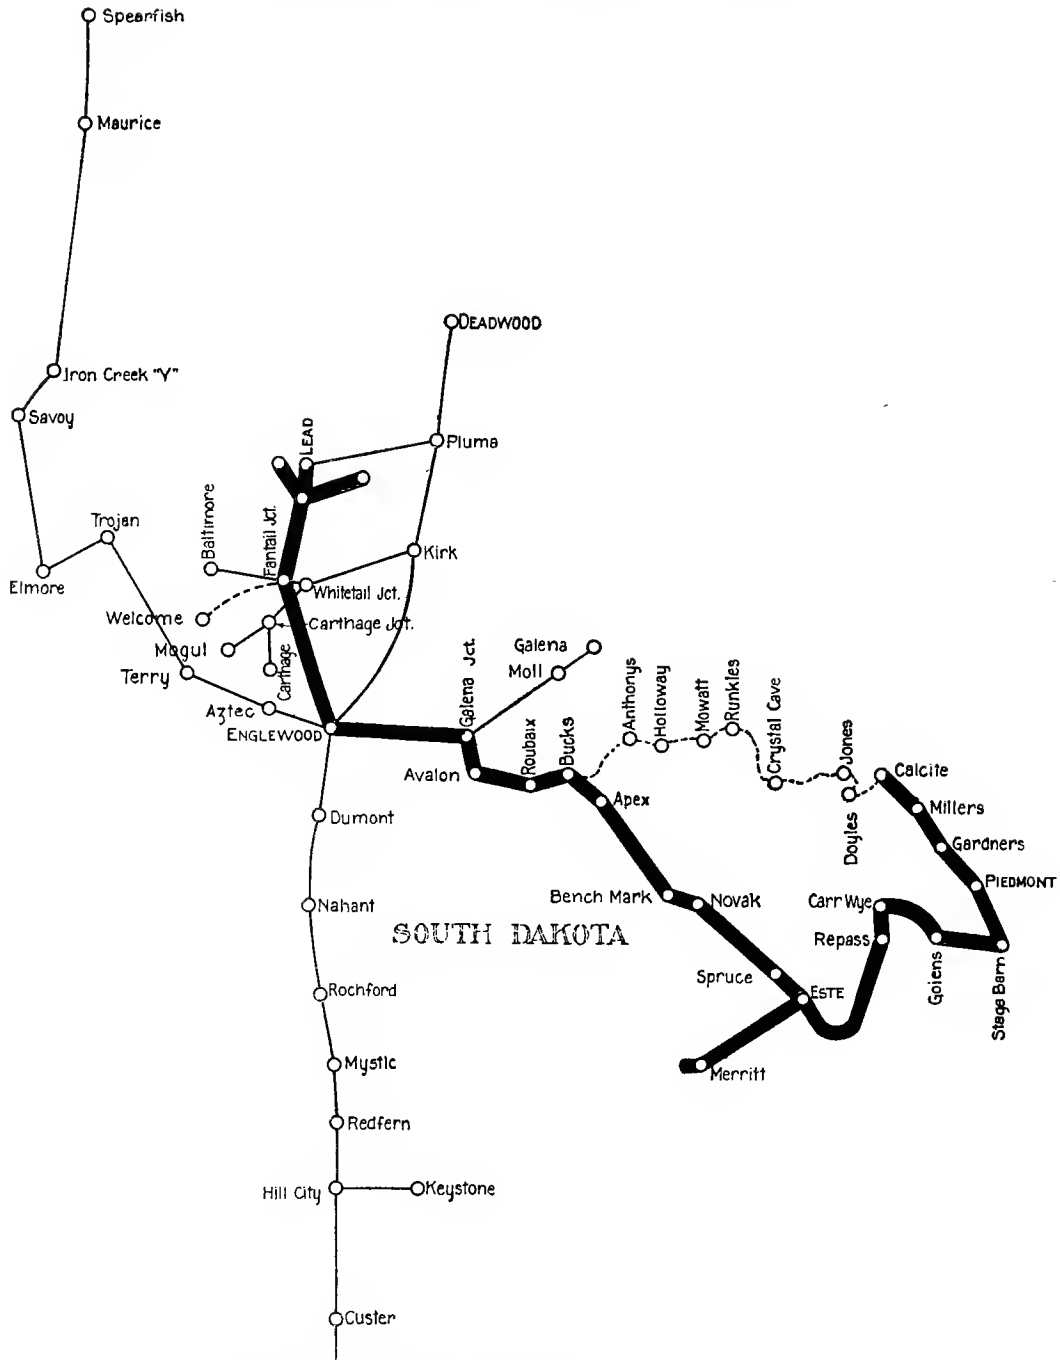 Spearfish
Maurice
DEADWOOD
Iron Creek "Y"
Savoy
LEAD
Pluma
Baltimore
Fantail Jct.
Trojan
Kirk
Elmore
Whitetail Jct.
Welcome
Carthage Jct.
Mogul
Carthage
Terry
Galena Jct.
Galena
Moll
Anthonys
Holloway
Mowatt
Runkles
Crystal Cave
Aztec
ENGLEWOOD
Roubaix
Bucks
Jones
Avalon
Calcite
Apex
Doyles
Millers
Dumont
Gardners
PIEDMONT
Bench Mark
Novak
Carr Wye
Nahant
SOUTH DAKOTA
Repass
Goiens
Stage Barn
Spruce
ESTE
Rochford
Mystic
Merritt
Redfern
Hill City
Keystone
Custer